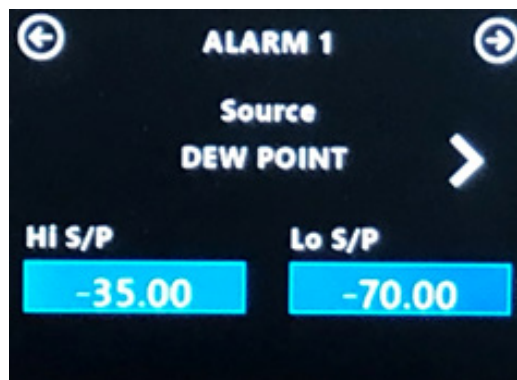 ALARM 1
Source
DEW POINT
Hi S/P
Lo S/P
-35.00
-70.00